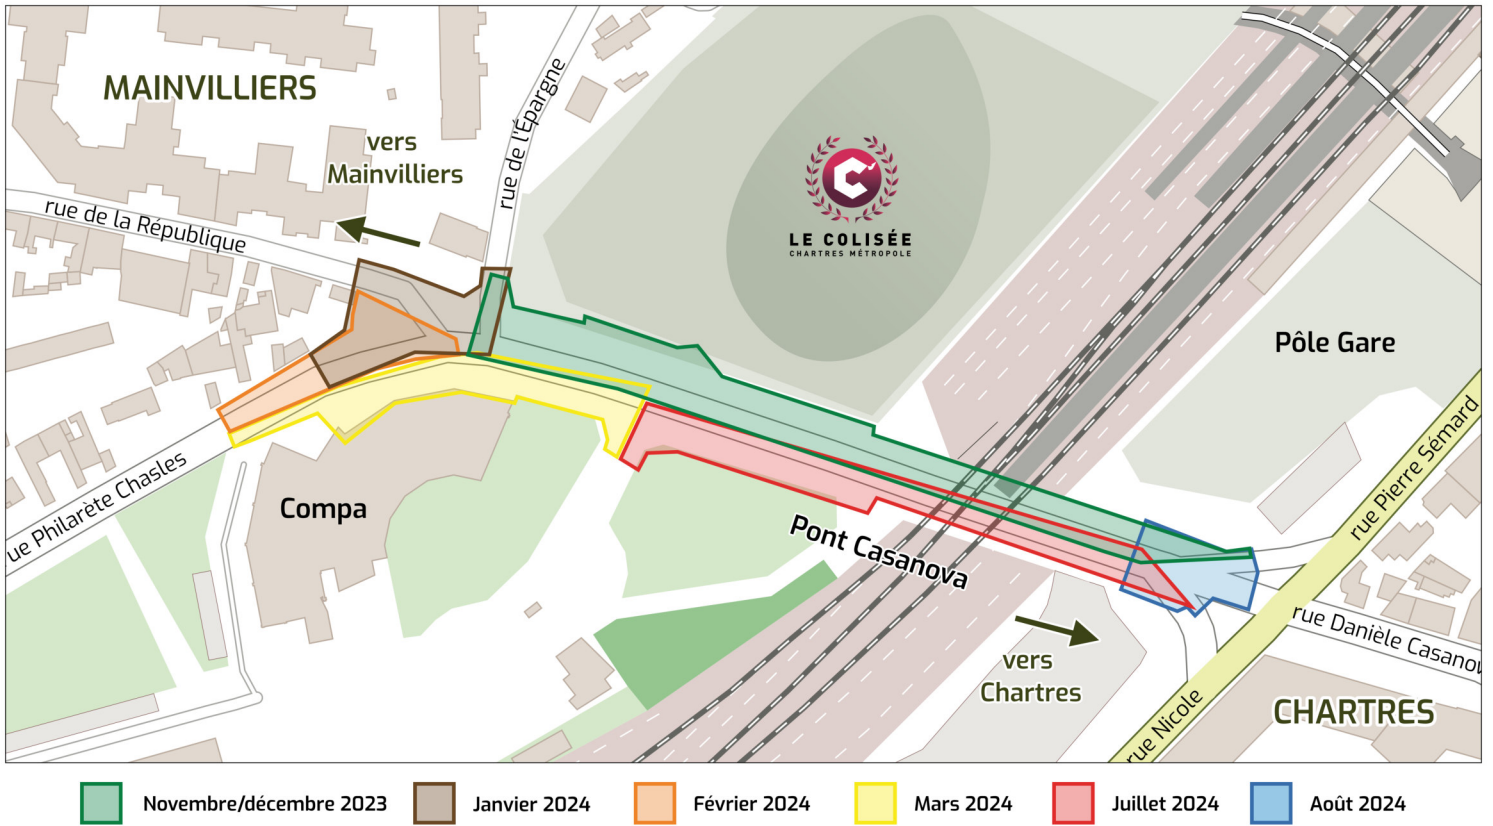 MAINVILLIERS
vers
Mainvilliers
rue de l'Épargne
rue de la République
LE COLISÉE
CHARTRES MÉTROPOLE
Pôle Gare
rue Pierre Sémard
Compa
ue Philarète Chasles
Pont Casanova
rue Danièle Casanov
vers
Chartres
CHARTRES
rue Nicole
Novembre/décembre 2023
Janvier 2024
Février 2024
Mars 2024
Juillet 2024
Août 2024